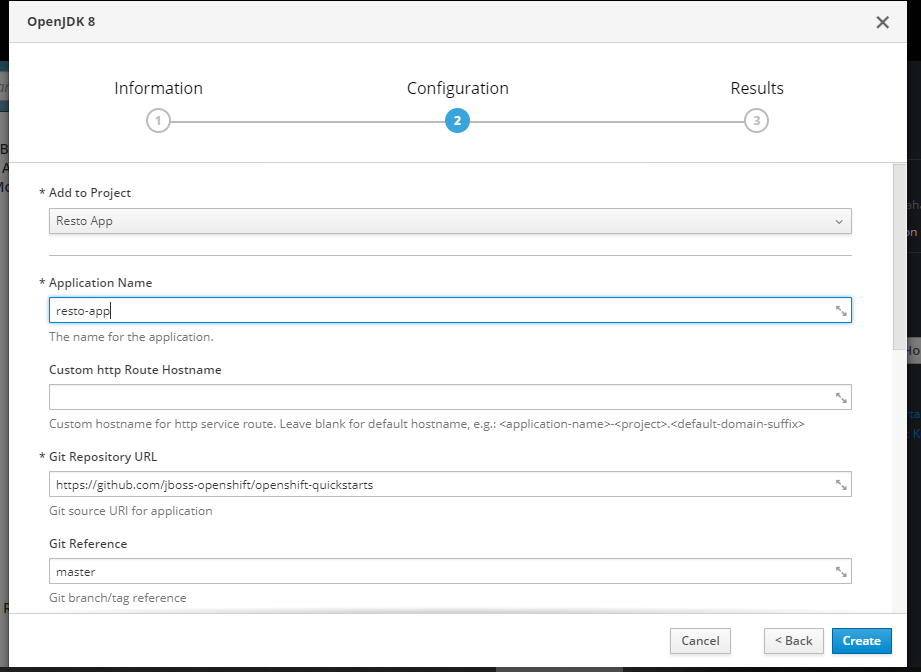 OpenJDK 8
Information
Configuration
Results
1
2
3
* Add to Project
Resto App
* Application Name
resto-app
The name for the application.
Custom http Route Hostname
Custom hostname for http service route. Leave blank for default hostname, e.g.: <application-name>-<project>.<default-domain-suffix>
* Git Repository URL
https://github.com/jboss-openshift/openshift-quickstarts
Git source URI for application
Git Reference
master
Git branch/tag reference
Cancel
< Back
Create